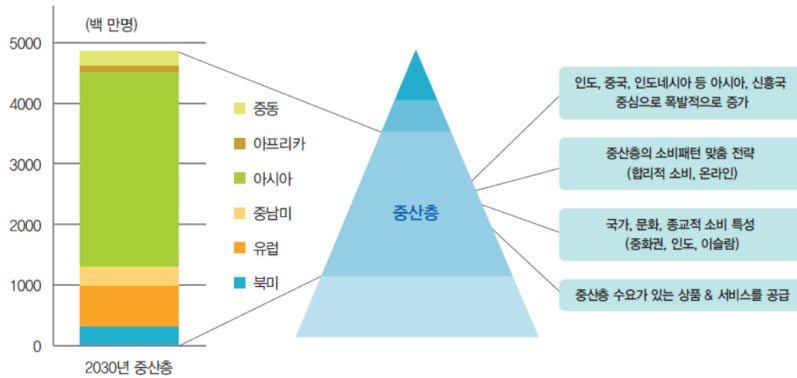 (백 만명)
5000
4000
3000
2000
1000
0
2030년 중산층
중동
아프리카
아시아
중남미
유럽
북미
중산층
인도, 중국, 인도네시아 등 아시아, 신흥국
중심으로 폭발적으로 증가
중산층의 소비패턴 맞춤 전략
(합리적 소비, 온라인)
국가, 문화, 종교적 소비 특성
(중화권, 인도, 이슬람)
중산층 수요가 있는 상품 & 서비스를 공급